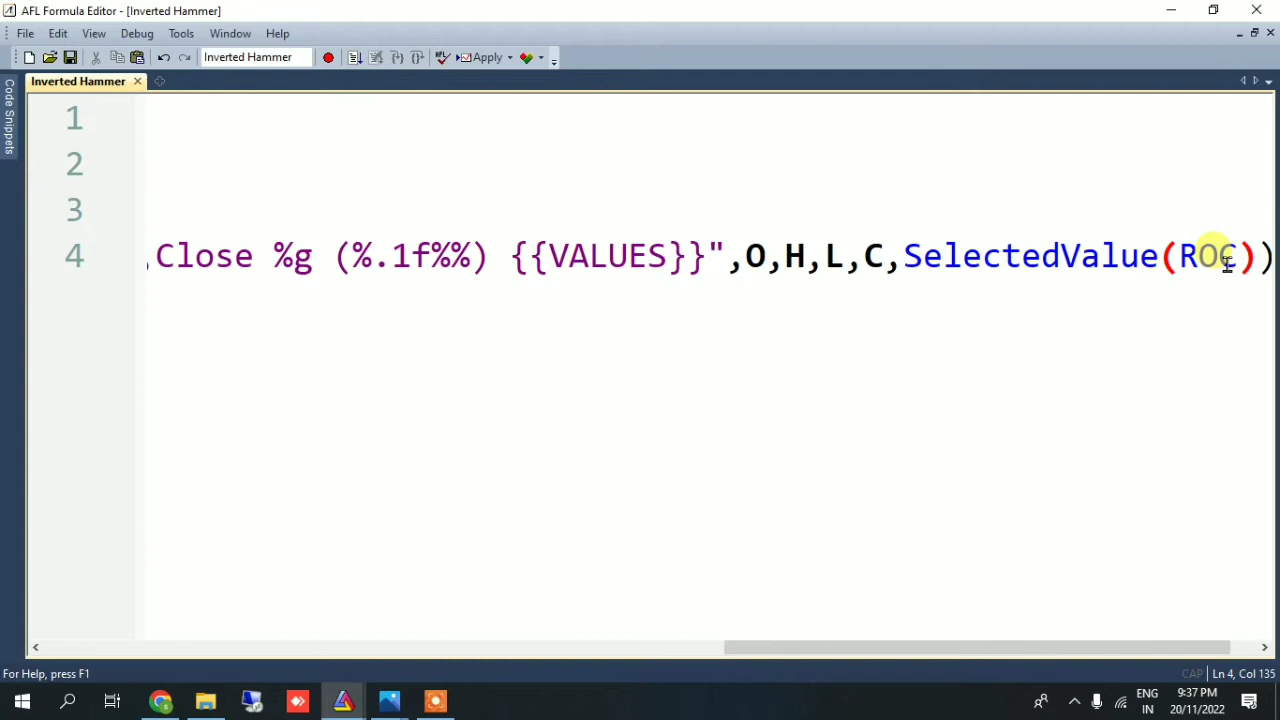 AFL Formula Editor - [Inverted Hammer]
File Edit View Debug Tools Window Help
Inverted Hammer
Apply
Inverted Hammer
Code Snippets
1
2
3
4 ,Close %g (%.1f%%) {{VALUES}}",O,H,L,C,SelectedValue(ROC))
For Help, press F1
CAP Ln 4, Col 135
ENG 9:37 PM
IN 20/11/2022